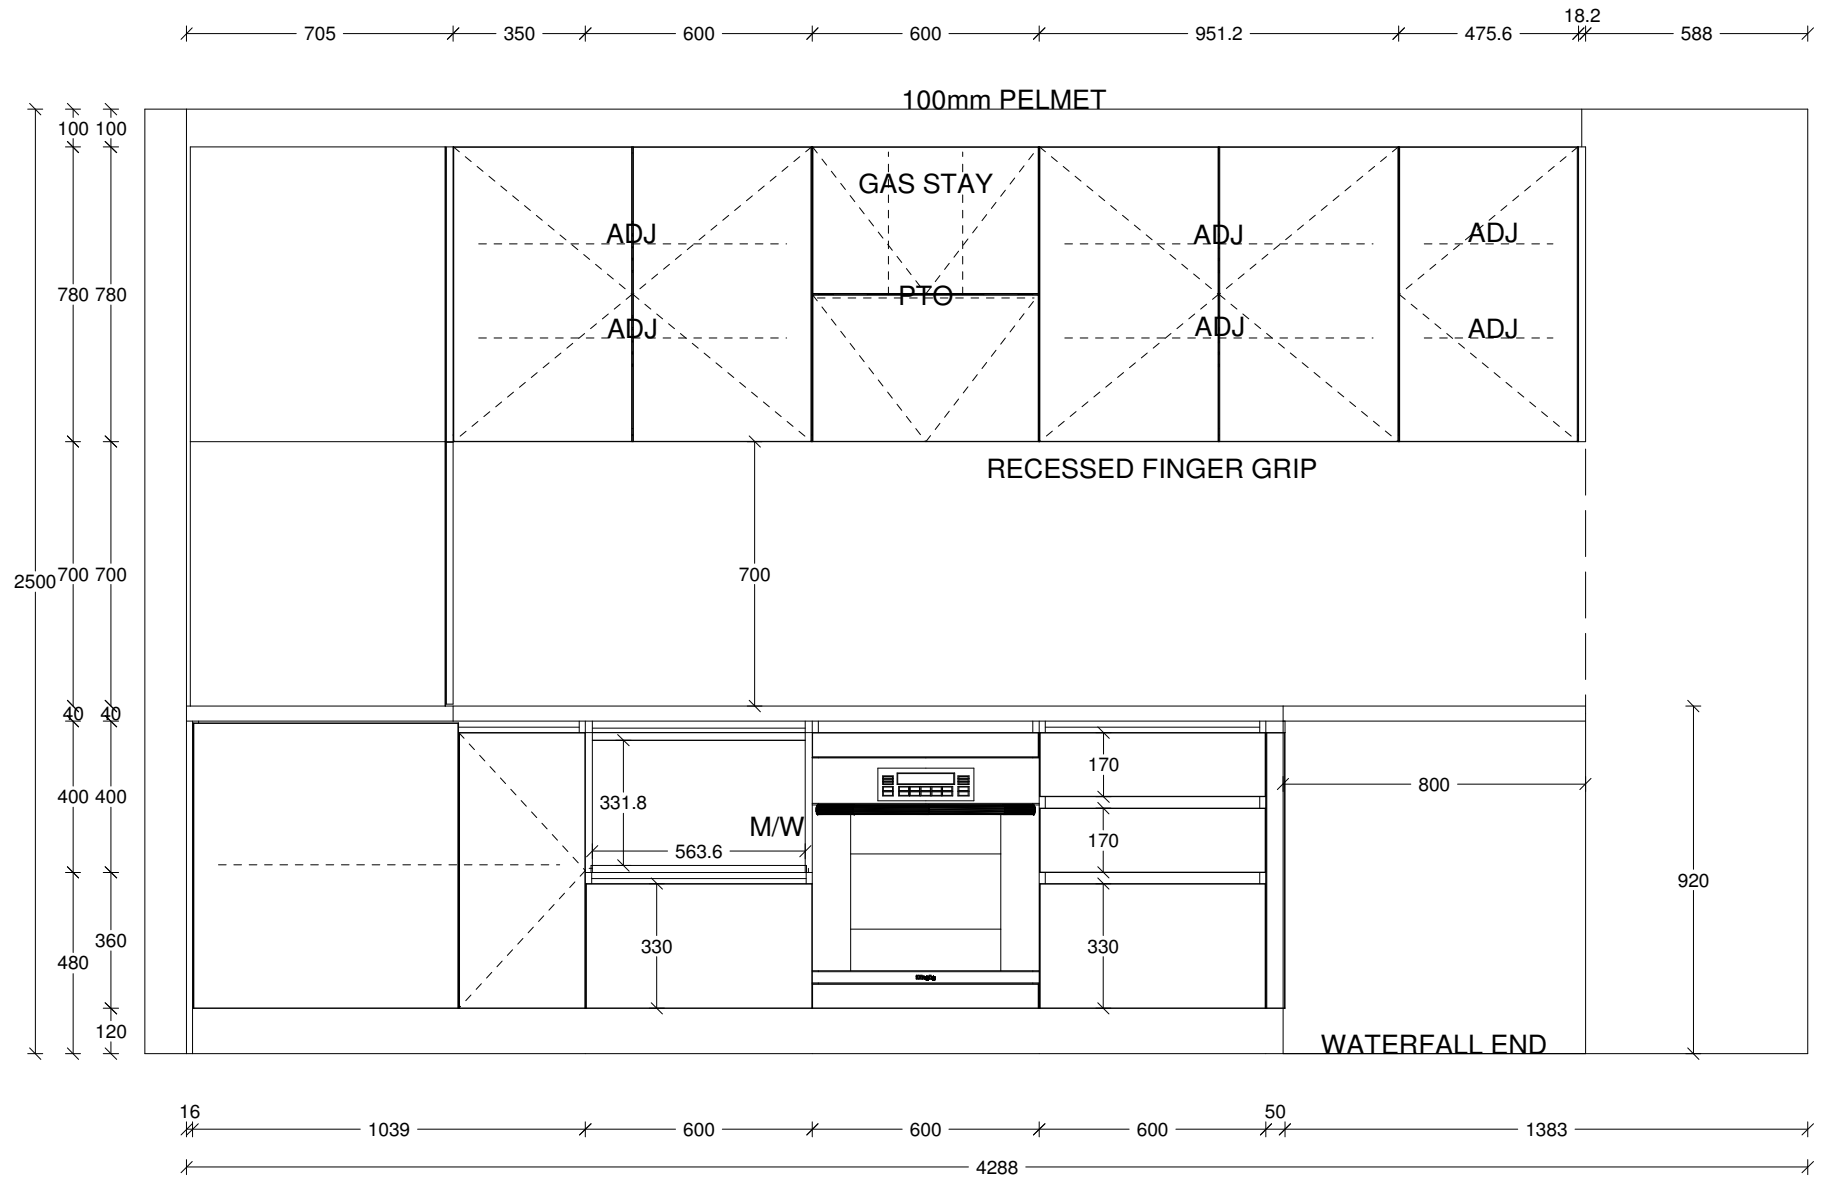 18.2
705 350 600 600 951.2 475.6 588
100mm PELMET
100 100
GAS STAY
ADJ ADJ ADJ
780 780 PTO
ADJ ADJ ADJ
RECESSED FINGER GRIP
2500 700 700 700
40 40
170
800
400 400 331.8
M/W
170
563.6
920
360
330 330
480
120
WATERFALL END
16 50
1039 600 600 600 1383
4288